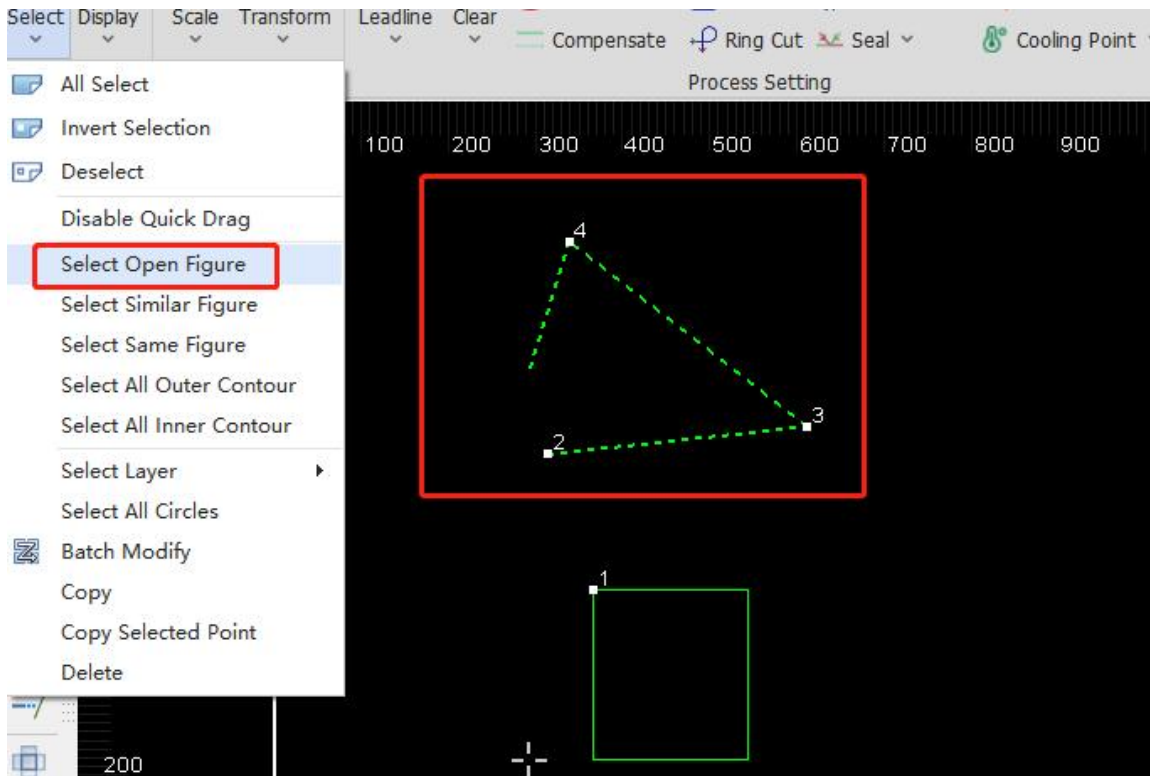 Select Display Scale Transform Leadline Clear
Compensate Ring Cut Seal Cooling Point
Process Setting
All Select
Invert Selection
Deselect
Disable Quick Drag
Select Open Figure
Select Similar Figure
Select Same Figure
Select All Outer Contour
Select All Inner Contour
Select Layer
Select All Circles
Batch Modify
Copy
Copy Selected Point
Delete
100 200 300 400 500 600 700 800 900
4
3
2
1
200